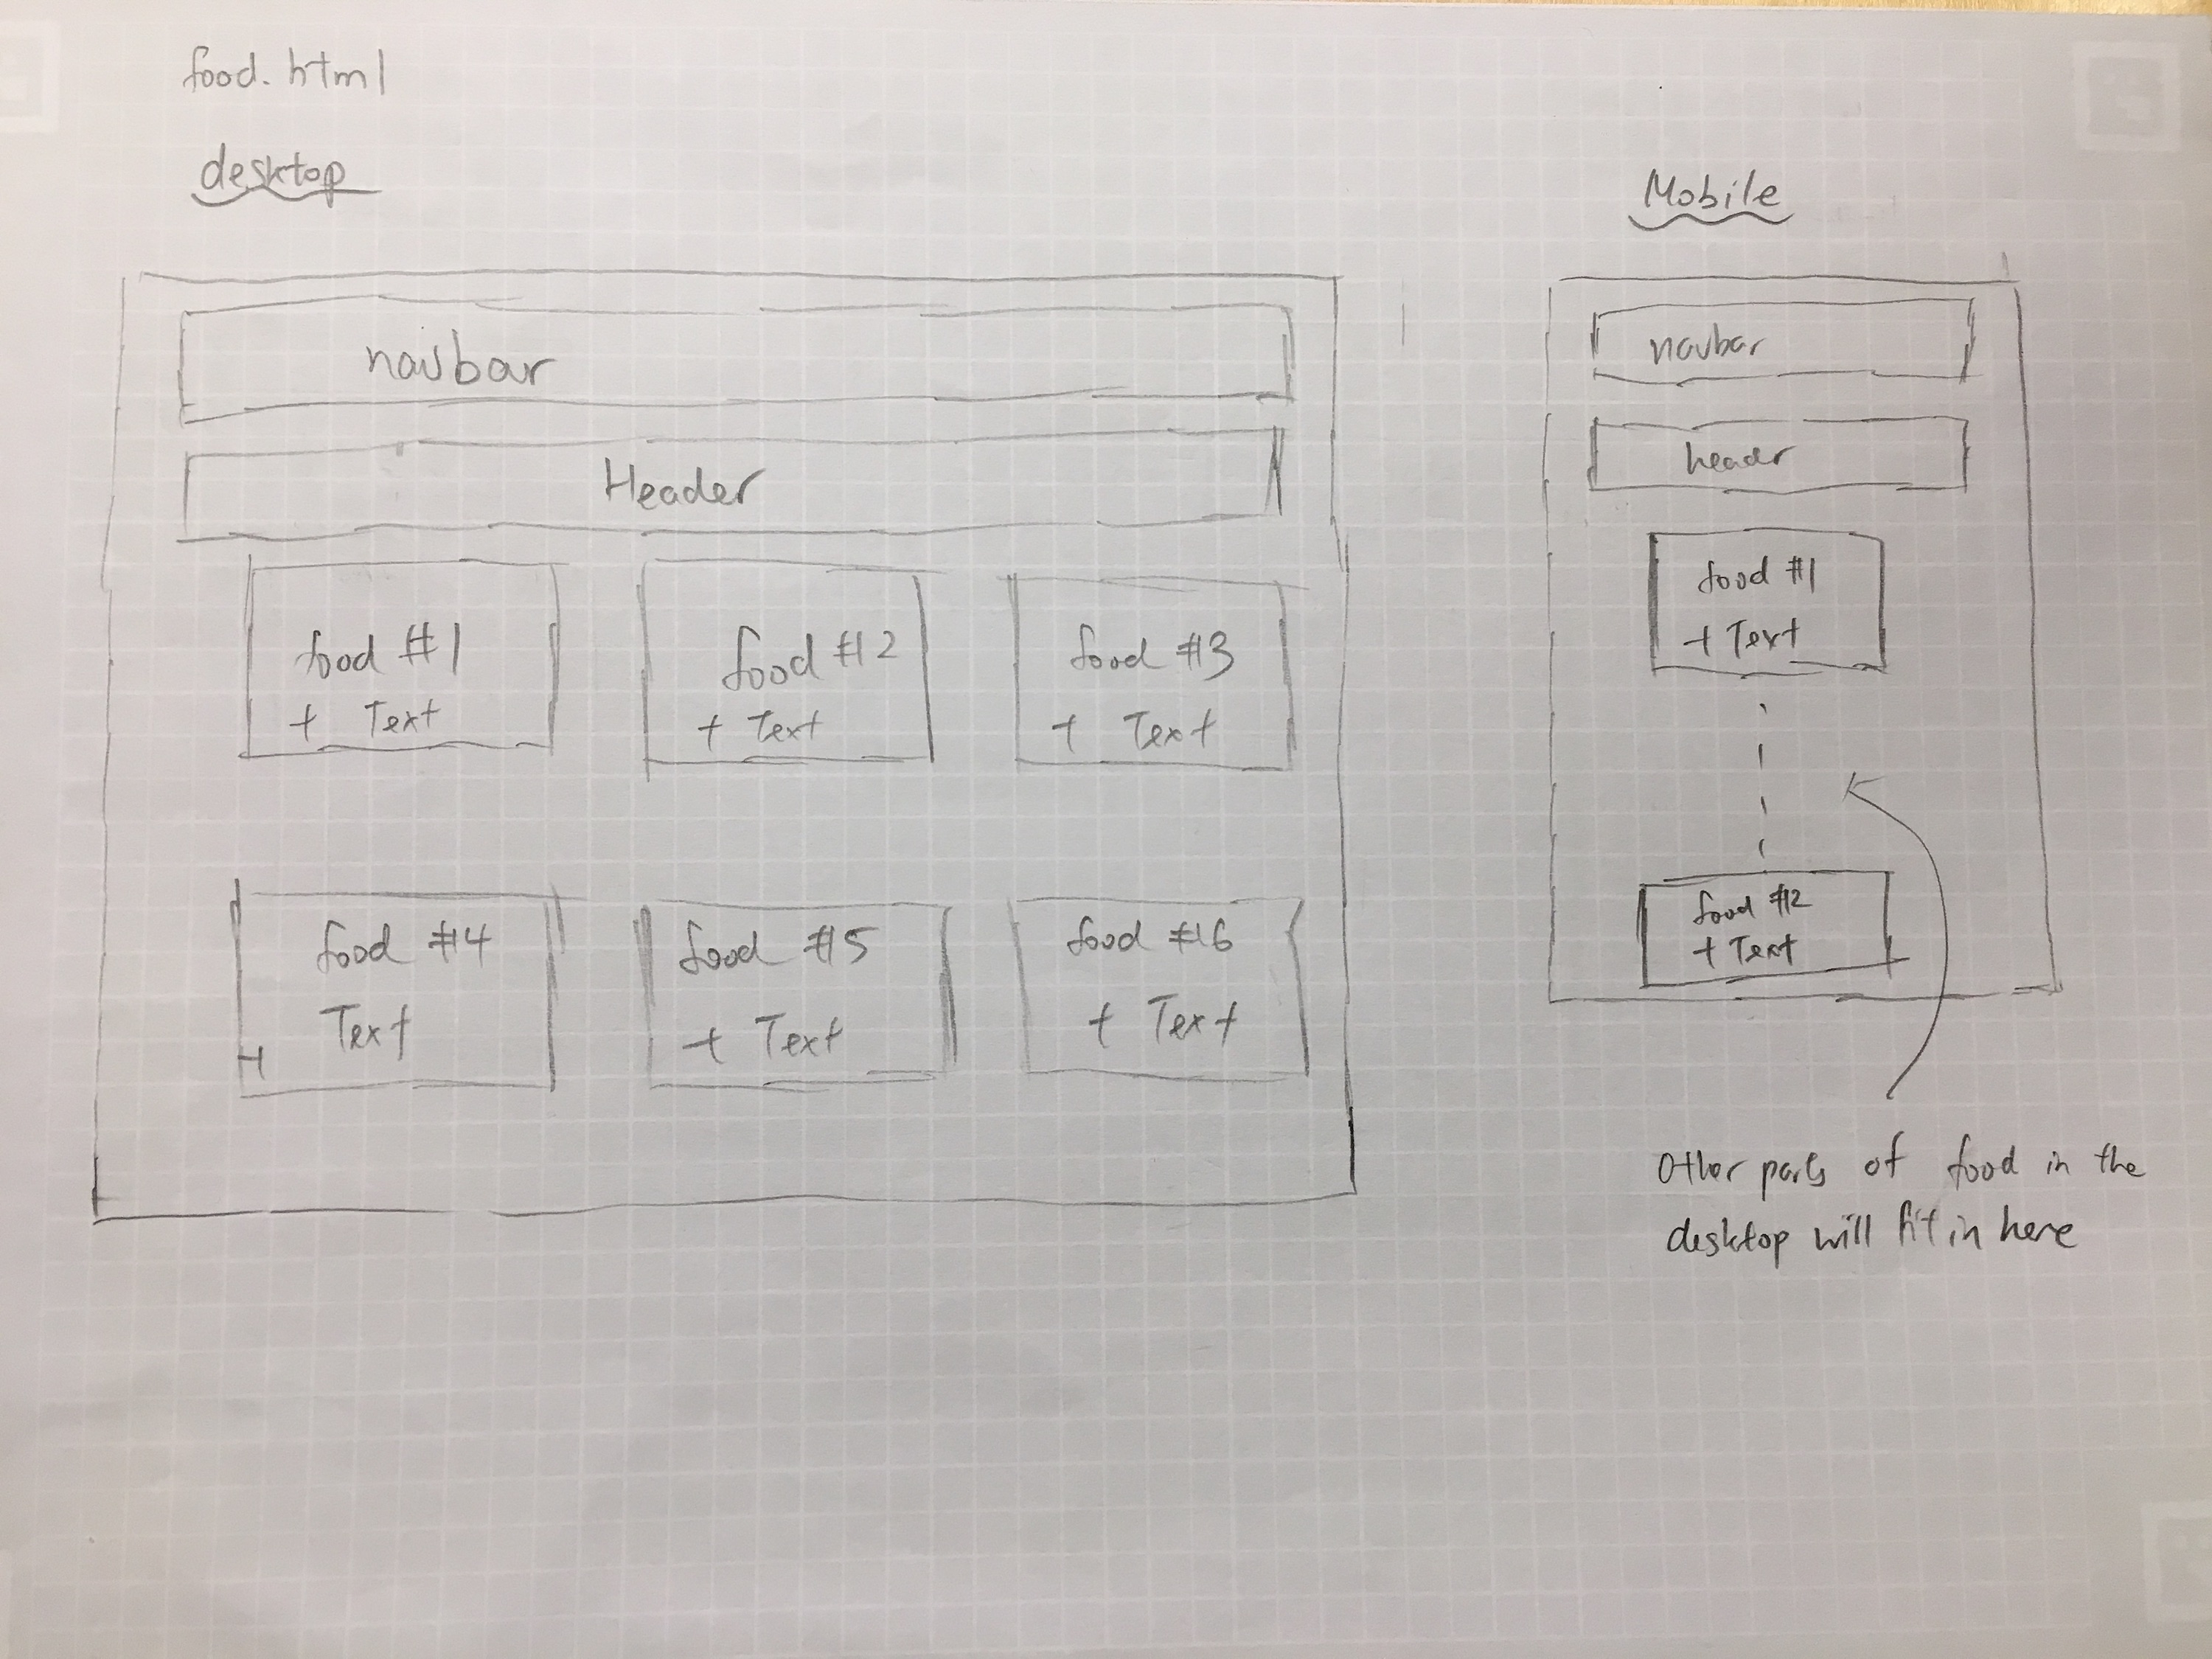 food.html
desktop
navbar
Header
food #1
+ Text
food #2
+ Text
food #3
+ Text
food #4
+ Text
food #5
+ Text
food #6
+ Text
Mobile
navbar
header
food #1
+ Text
food #2
+ Text
Other parts of food in the
desktop will fit in here